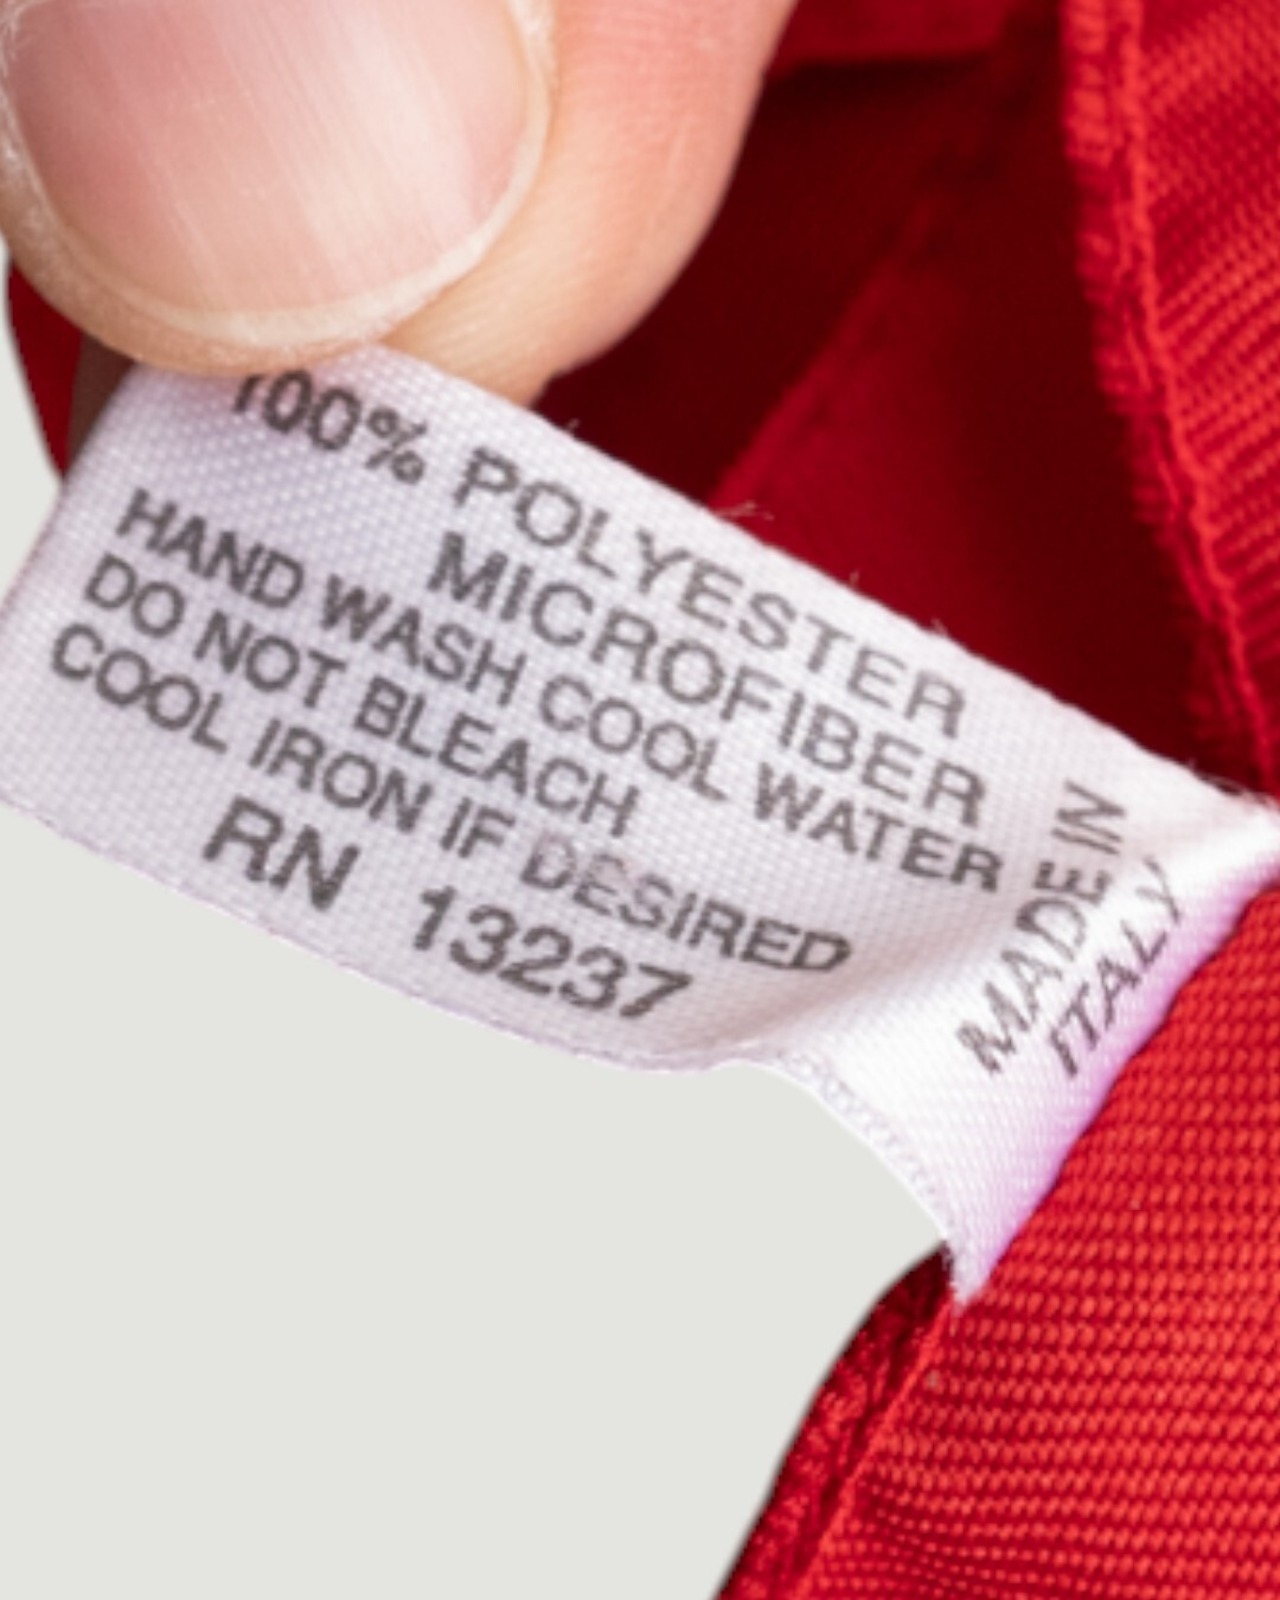 100% POLYESTER
MICROFIBER
HAND WASH COOL WATER
DO NOT BLEACH
COOL IRON IF DESIRED
RN 13237
MADE IN
ITALY